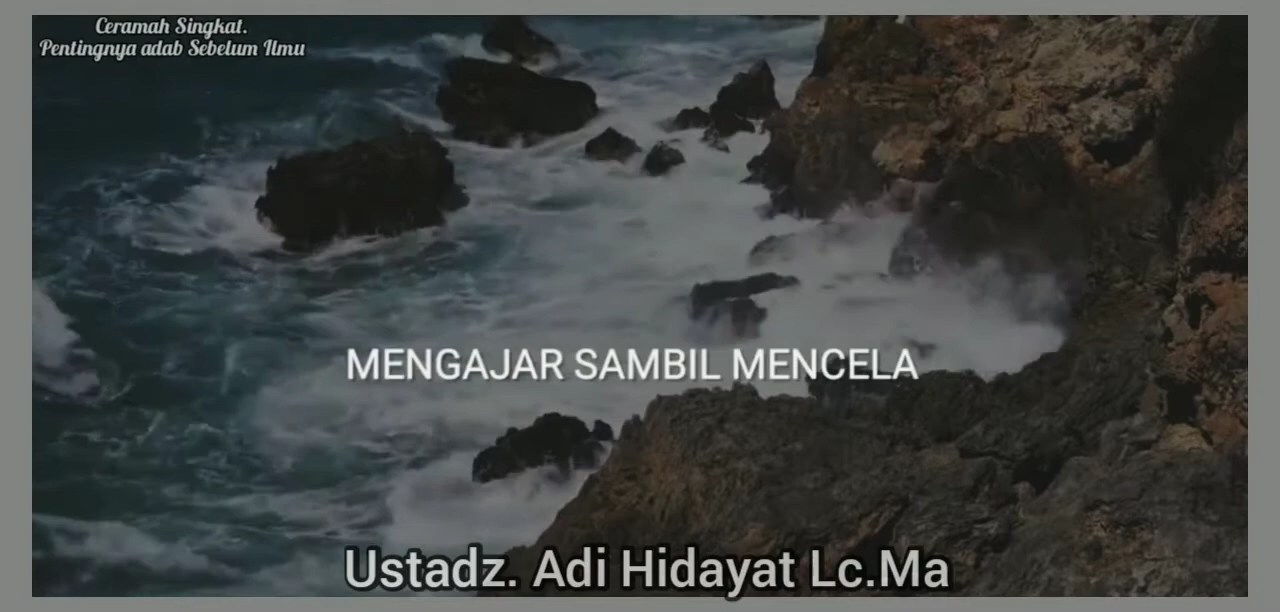 Ceramah Singkat.
Pentingnya adab Sebelum Ilmu
MENGAJAR SAMBIL MENCELA
Ustadz. Adi Hidayat Lc.Ma